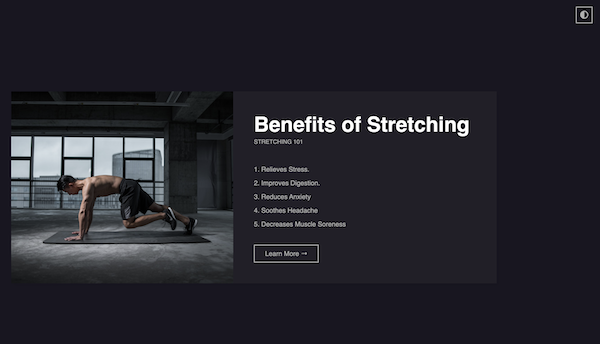 Benefits of Stretching
STRETCHING 101
1. Relieves Stress.
2. Improves Digestion.
3. Reduces Anxiety
4. Soothes Headache
5. Decreases Muscle Soreness
Learn More →